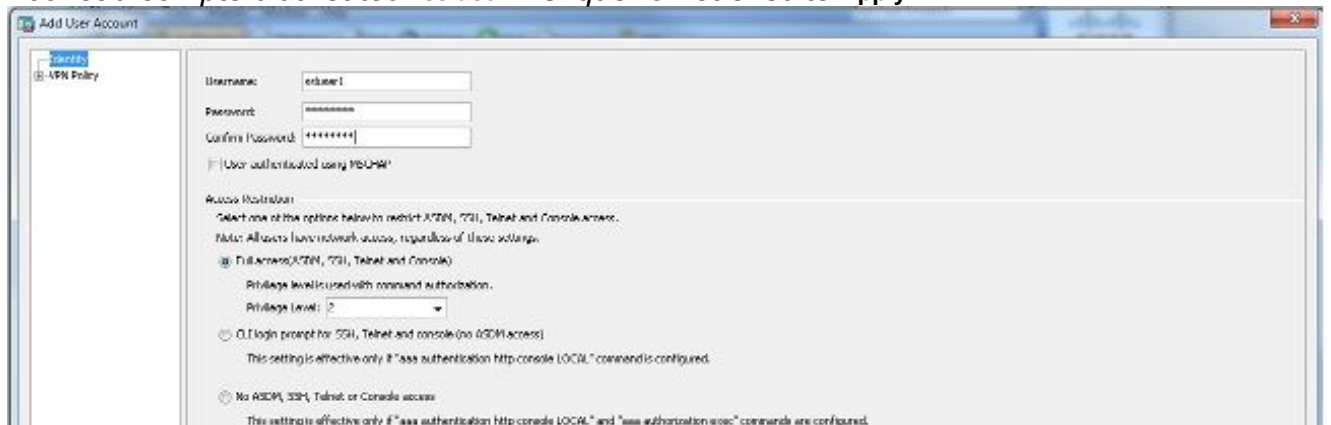 Add User Account
Identity
VPN Policy
Username:
Password: ********
Confirm Password: ********
User authenticated using MSCHAP
Access Restriction
Select one of the options below to restrict ASDM, SSH, Telnet and Console access.
Note: All users have network access, regardless of these settings.
Full access(ASDM, SSH, Telnet and Console)
Privilege level is used with command authorization.
Privilege Level: 2
CLI login prompt for SSH, Telnet and console (no ASDM access)
This setting is effective only if "aaa authentication http console LOCAL" command is configured.
No ASDM, SSH, Telnet or Console access
This setting is effective only if "aaa authentication http console LOCAL" and "aaa authorization exec" commands are configured.